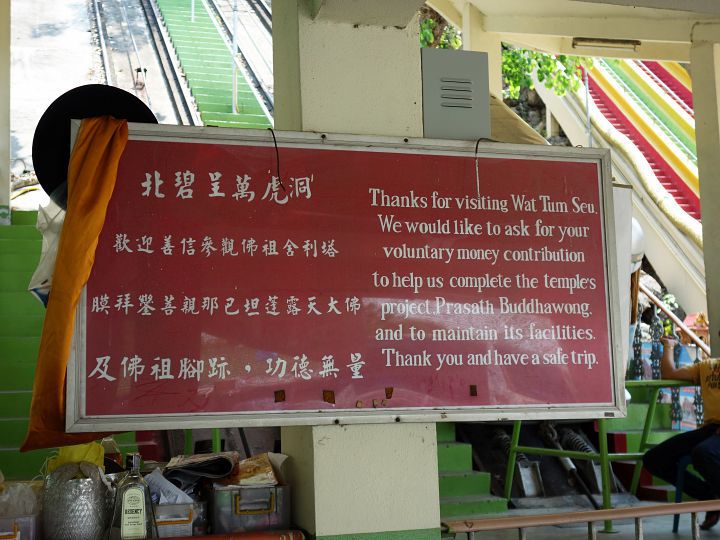 北碧呈萬虎洞
歡迎善信參觀佛祖舍利塔
膜拜鑒善親那已坦蓬露天大佛
及佛祖腳跡，功德無量
Thanks for visiting Wat Tum Seu.
We would like to ask for your
voluntary money contribution
to help us complete the temple's
project.Prasath Buddhawong.
and to maintain its facilities.
Thank you and have a safe trip.
REGENCY